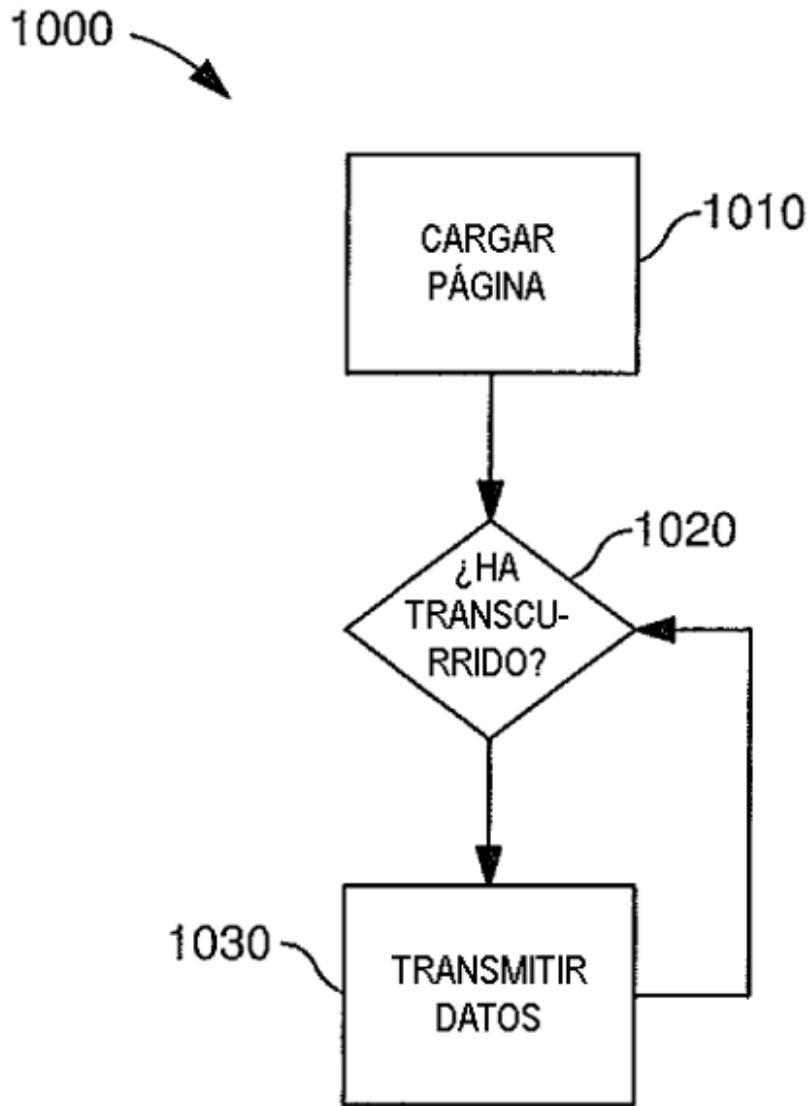 1000
CARGAR
PÁGINA
1010
¿HA
TRANSCU-
RRIDO?
1020
TRANSMITIR
DATOS
1030